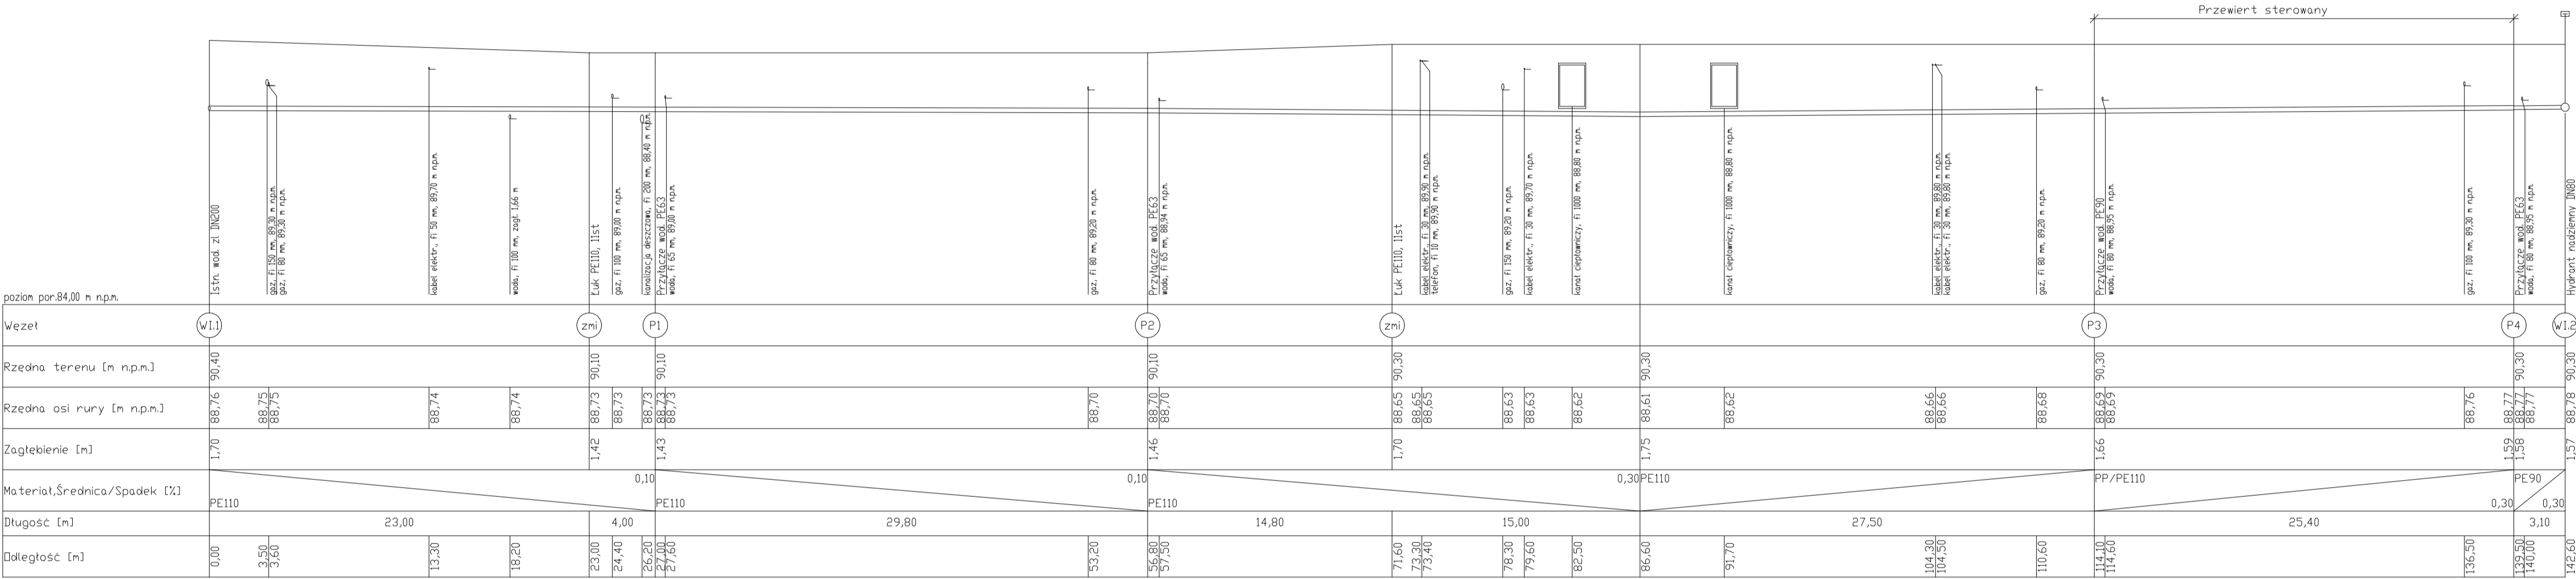 Przewiert sterowany
Istn. wod. żl DN200
gaz, fi 150 mm, 89,30 m n.p.m.
gaz, fi 80 mm, 89,30 m n.p.m.
kabel elektr., fi 50 mm, 89,70 m n.p.m.
woda, fi 100 mm, zagł. 1,66 m
Łuk PE110, 11st
gaz, fi 100 mm, 89,00 m n.p.m.
kanalizacja deszczowa, fi 200 mm, 88,40 m n.p.m.
Przyłącze wod. PE63
woda, fi 65 mm, 89,00 m n.p.m.
gaz, fi 80 mm, 89,20 m n.p.m.
Przyłącze wod. PE63
woda, fi 65 mm, 88,94 m n.p.m.
Łuk PE110, 11st
kabel elektr., fi 30 mm, 89,90 m n.p.m.
telefon, fi 10 mm, 89,90 m n.p.m.
gaz, fi 150 mm, 89,20 m n.p.m.
kabel elektr., fi 30 mm, 89,70 m n.p.m.
kanał ciepłowniczy, fi 1000 mm, 88,80 m n.p.m.
kanał ciepłowniczy, fi 1000 mm, 88,80 m n.p.m.
kabel elektr., fi 30 mm, 89,80 m n.p.m.
kabel elektr., fi 30 mm, 89,80 m n.p.m.
gaz, fi 80 mm, 89,20 m n.p.m.
Przyłącze wod. PE90
woda, fi 80 mm, 88,95 m n.p.m.
gaz, fi 100 mm, 89,30 m n.p.m.
Przyłącze wod. PE63
woda, fi 80 mm, 88,95 m n.p.m.
Hydrant nadziemny DN80
poziom por.84,00 m n.p.m.
Węzeł WI.1 zmi P1 P2 zmi P3 P4 WI.2
Rzędna terenu [m n.p.m.] 90,40 90,10 90,10 90,10 90,30 90,30 90,30 90,30 90,30
Rzędna osi rury [m n.p.m.] 88,76 88,75 88,75 88,74 88,74 88,73 88,73 88,73 88,73 88,73 88,70 88,70 88,70 88,65 88,65 88,65 88,63 88,63 88,62 88,61 88,62 88,66 88,66 88,68 88,69 88,69 88,76 88,77 88,77 88,77 88,78
Zagłębienie [m] 1,70 1,42 1,43 1,46 1,70 1,75 1,66 1,59 1,58 1,57
Materiał,Średnica/Spadek [%] PE110 0,10 PE110 0,10 PE110 0,30 PE110 PP/PE110 0,30 PE90 0,30
Długość [m] 23,00 4,00 29,80 14,80 15,00 27,50 25,40 3,10
Odległość [m] 0,00 3,50 3,60 13,30 18,20 23,00 24,40 26,20 27,00 27,60 53,20 56,80 57,50 71,60 73,30 73,40 78,30 79,60 82,50 86,60 91,70 104,30 104,50 110,60 114,10 114,60 136,50 139,50 140,00 142,60